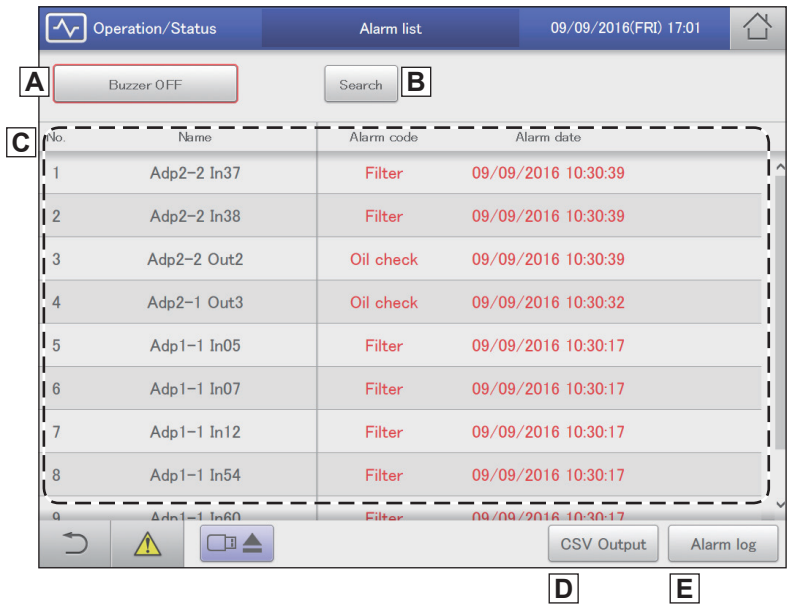 Operation/Status Alarm list 09/09/2016(FRI) 17:01
A Buzzer OFF Search B
C No. Name Alarm code Alarm date
1 Adp2-2 In37 Filter 09/09/2016 10:30:39
2 Adp2-2 In38 Filter 09/09/2016 10:30:39
3 Adp2-2 Out2 Oil check 09/09/2016 10:30:39
4 Adp2-1 Out3 Oil check 09/09/2016 10:30:32
5 Adp1-1 In05 Filter 09/09/2016 10:30:17
6 Adp1-1 In07 Filter 09/09/2016 10:30:17
7 Adp1-1 In12 Filter 09/09/2016 10:30:17
8 Adp1-1 In54 Filter 09/09/2016 10:30:17
9 Adp1-1 In60 Filter 09/09/2016 10:30:17
CSV Output Alarm log
D E